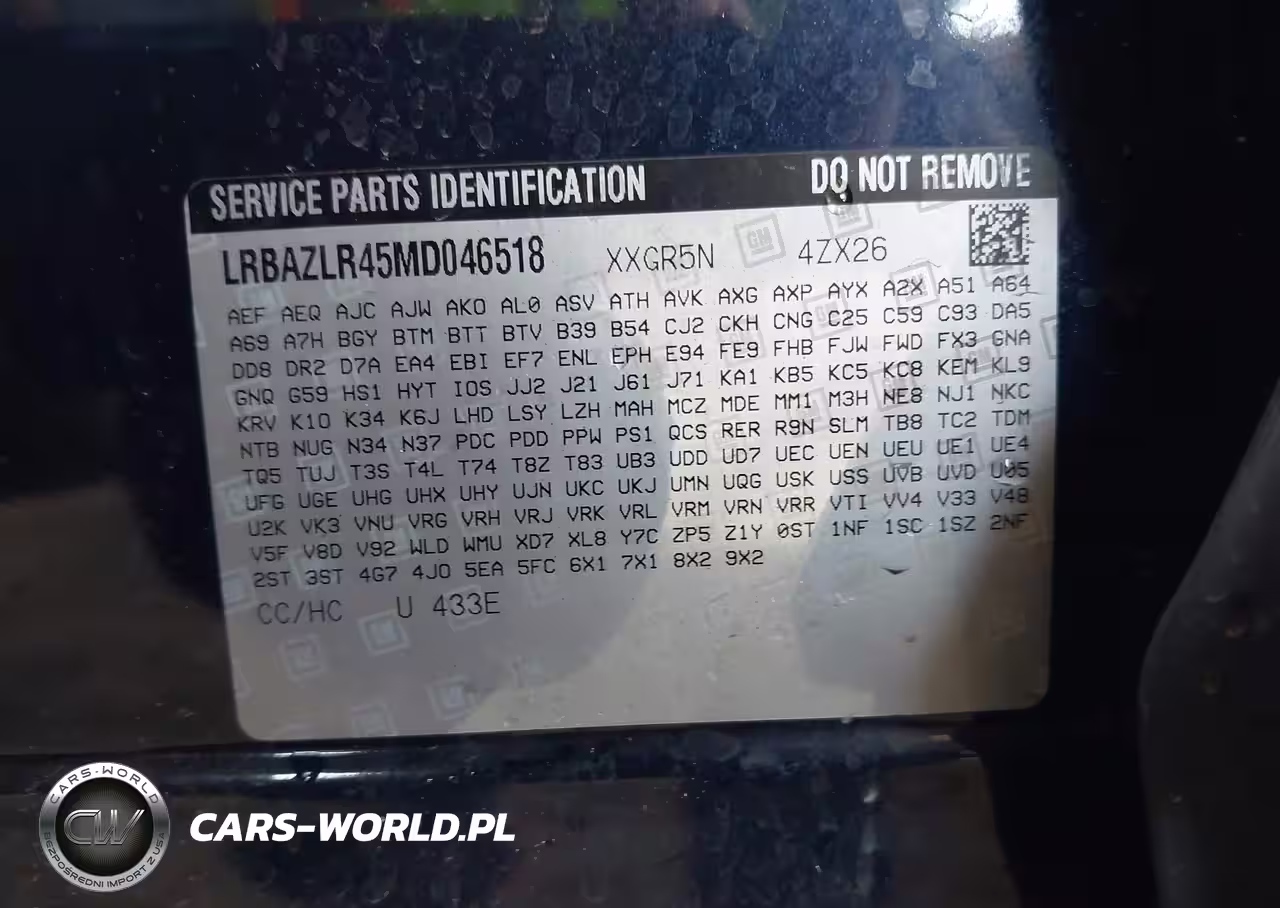 SERVICE PARTS IDENTIFICATION DO NOT REMOVE
LRBAZLR45MD046518 XXGR5N 4ZX26
AEF AEQ AJC AJW AKO AL0 ASV ATH AVK AXG AXP AYX A2X A51 A64
A69 A7H BGY BTM BTT BTV B39 B54 CJ2 CKH CNG C25 C59 C93 DA5
DD8 DR2 D7A EA4 EBI EF7 ENL EPH E94 FE9 FHB FJW FWD FX3 GNA
GNQ G59 HS1 HYT IOS JJ2 J21 J61 J71 KA1 KB5 KC5 KC8 KEM KL9
KRV K10 K34 K6J LHD LSY LZH MAH MCZ MDE MM1 M3H NE8 NJ1 NKC
NTB NUG N34 N37 PDC PDD PPW PS1 QCS RER R9N SLM TB8 TC2 TDM
TQ5 TUJ T3S T4L T74 T8Z T83 UB3 UDD UD7 UEC UEN UEU UE1 UE4
UFG UGE UHG UHX UHY UJN UKC UKJ UMN UQG USK USS UVB UVD U05
U2K VK3 VNU VRG VRH VRJ VRK VRL VRM VRN VRR VTI VV4 V33 V48
V5F V8D V92 WLD WMU XD7 XL8 Y7C ZP5 Z1Y 0ST 1NF 1SC 1SZ 2NF
2ST 3ST 4G7 4J0 5EA 5FC 6X1 7X1 8X2 9X2
CC/HC U 433E
CARS-WORLD
CW
BEZPOŚREDNI IMPORT Z USA
CARS-WORLD.PL